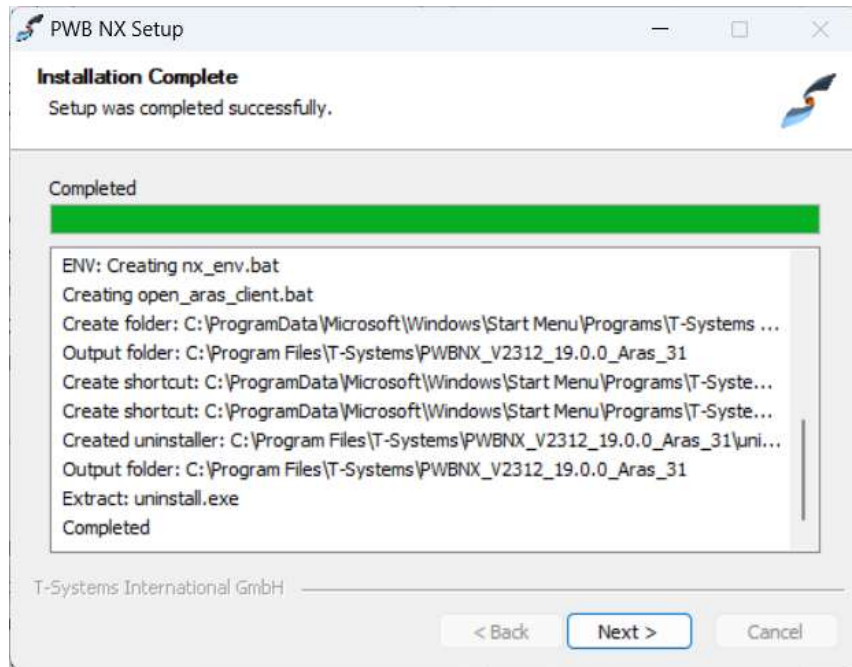 PWB NX Setup
Installation Complete
Setup was completed successfully.
Completed
ENV: Creating nx_env.bat
Creating open_aras_client.bat
Create folder: C:\ProgramData\Microsoft\Windows\Start Menu\Programs\T-Systems ...
Output folder: C:\Program Files\T-Systems\PWBNX_V2312_19.0.0_Aras_31
Create shortcut: C:\ProgramData\Microsoft\Windows\Start Menu\Programs\T-Syste...
Create shortcut: C:\ProgramData\Microsoft\Windows\Start Menu\Programs\T-Syste...
Created uninstaller: C:\Program Files\T-Systems\PWBNX_V2312_19.0.0_Aras_31\uni...
Output folder: C:\Program Files\T-Systems\PWBNX_V2312_19.0.0_Aras_31
Extract: uninstall.exe
Completed
T-Systems International GmbH
< Back
Next >
Cancel